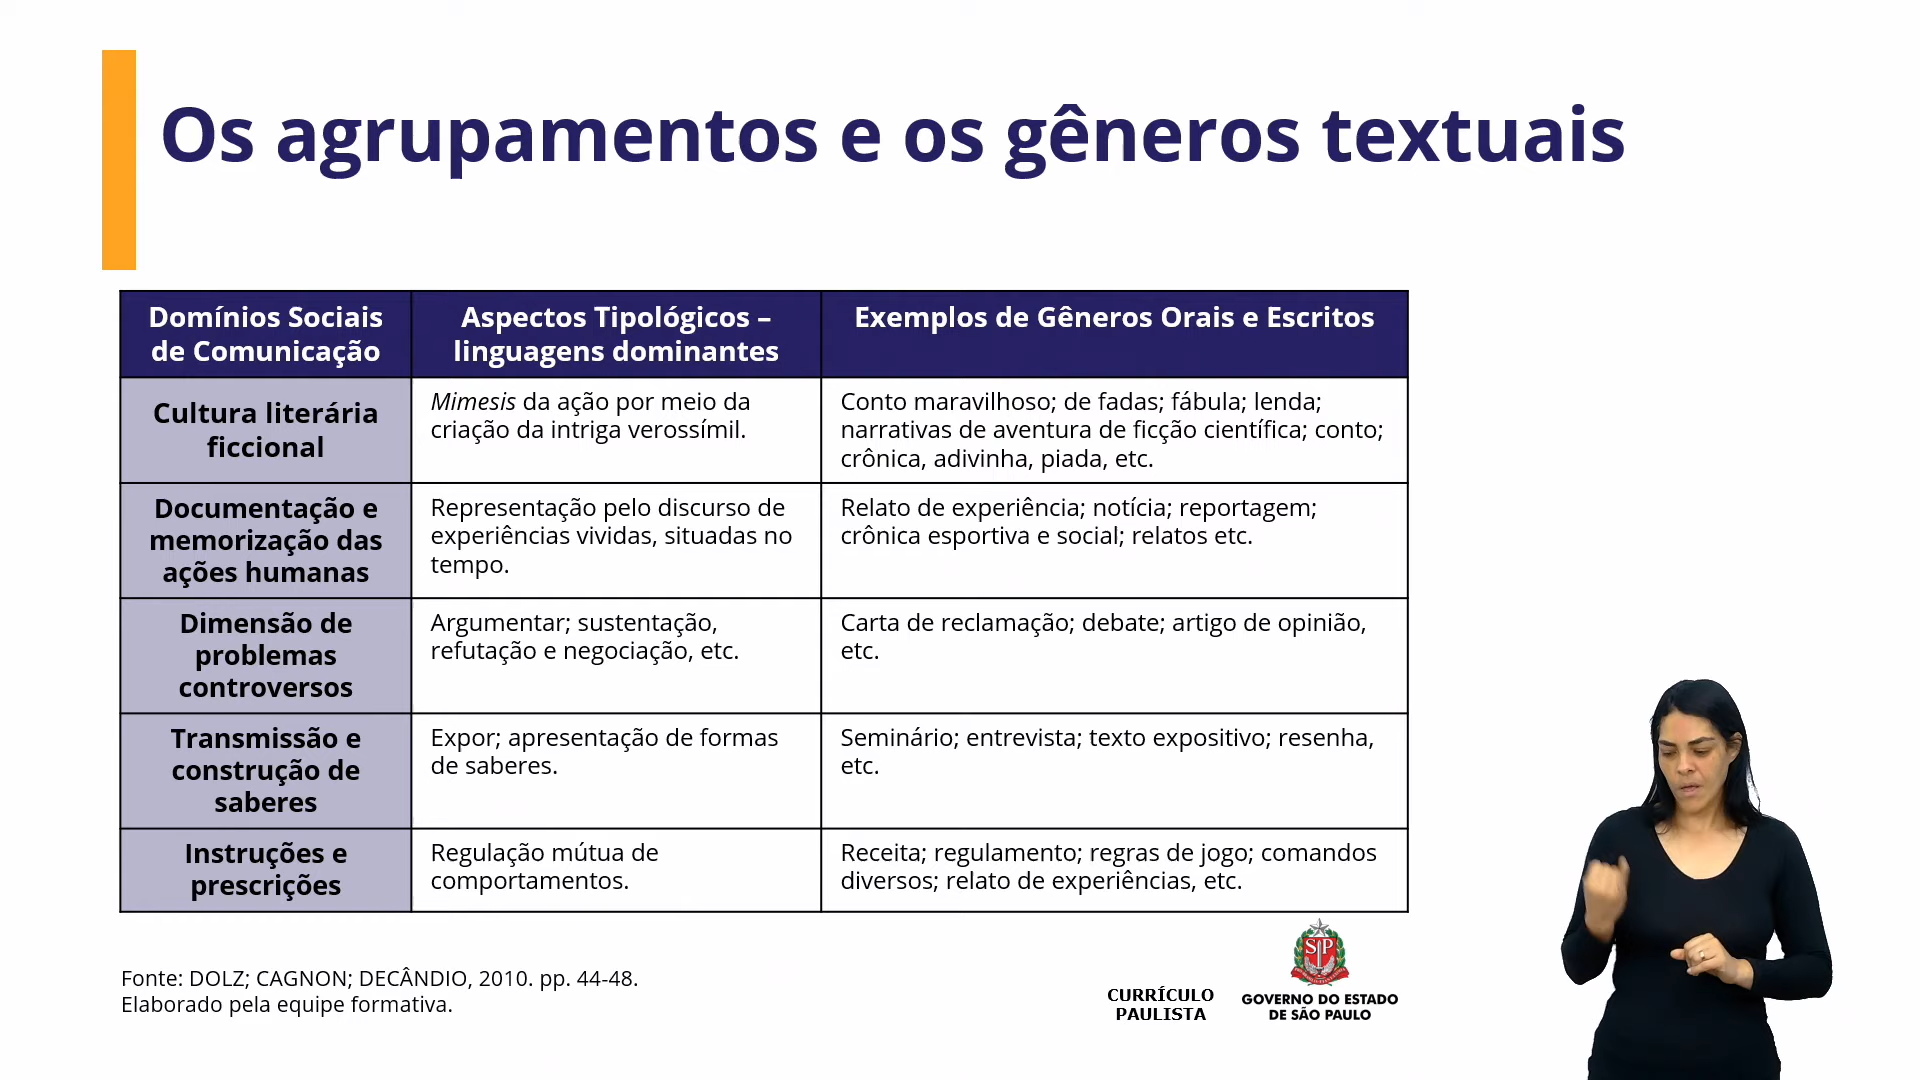 Os agrupamentos e os gêneros textuais
Domínios Sociais
de Comunicação
Aspectos Tipológicos –
linguagens dominantes
Exemplos de Gêneros Orais e Escritos
Cultura literária
ficcional
Mimesis da ação por meio da
criação da intriga verossímil.
Conto maravilhoso; de fadas; fábula; lenda;
narrativas de aventura de ficção científica; conto;
crônica, adivinha, piada, etc.
Documentação e
memorização das
ações humanas
Representação pelo discurso de
experiências vividas, situadas no
tempo.
Relato de experiência; notícia; reportagem;
crônica esportiva e social; relatos etc.
Dimensão de
problemas
controversos
Argumentar; sustentação,
refutação e negociação, etc.
Carta de reclamação; debate; artigo de opinião,
etc.
Transmissão e
construção de
saberes
Expor; apresentação de formas
de saberes.
Seminário; entrevista; texto expositivo; resenha,
etc.
Instruções e
prescrições
Regulação mútua de
comportamentos.
Receita; regulamento; regras de jogo; comandos
diversos; relato de experiências, etc.
Fonte: DOLZ; CAGNON; DECÂNDIO, 2010. pp. 44-48.
Elaborado pela equipe formativa.
CURRÍCULO
PAULISTA
SP
GOVERNO DO ESTADO
DE SÃO PAULO